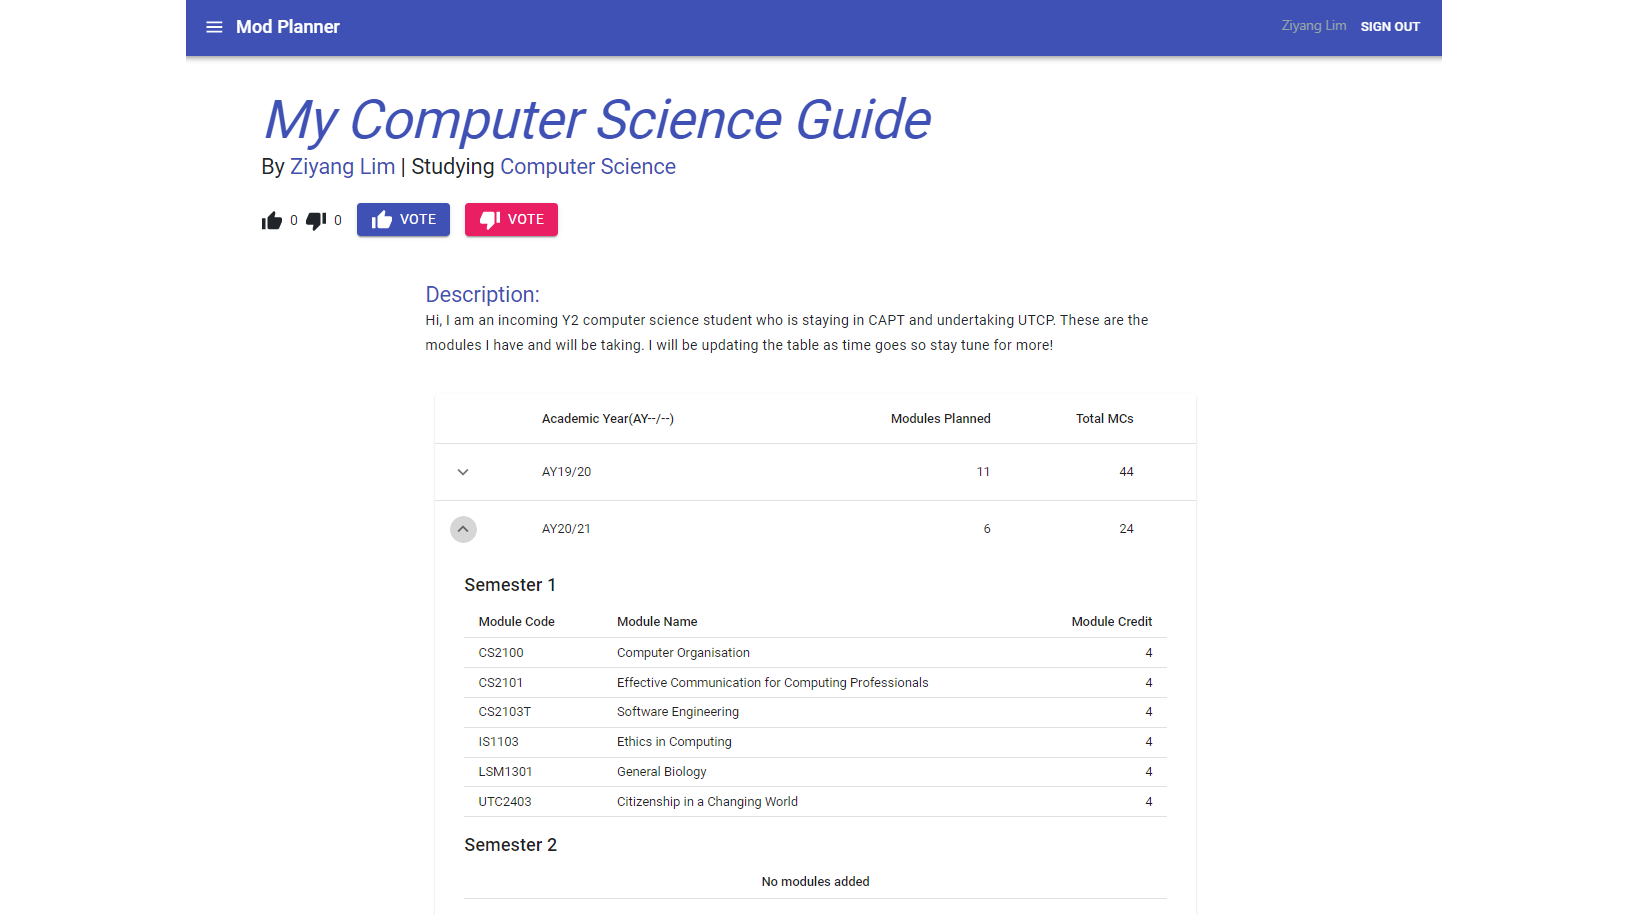 Mod Planner
Ziyang Lim SIGN OUT
My Computer Science Guide
By Ziyang Lim | Studying Computer Science
0 0 VOTE VOTE
Description:
Hi, I am an incoming Y2 computer science student who is staying in CAPT and undertaking UTCP. These are the
modules I have and will be taking. I will be updating the table as time goes so stay tune for more!
Academic Year(AY--/--) Modules Planned Total MCs
AY19/20 11 44
AY20/21 6 24
Semester 1
Module Code Module Name Module Credit
CS2100 Computer Organisation 4
CS2101 Effective Communication for Computing Professionals 4
CS2103T Software Engineering 4
IS1103 Ethics in Computing 4
LSM1301 General Biology 4
UTC2403 Citizenship in a Changing World 4
Semester 2
No modules added